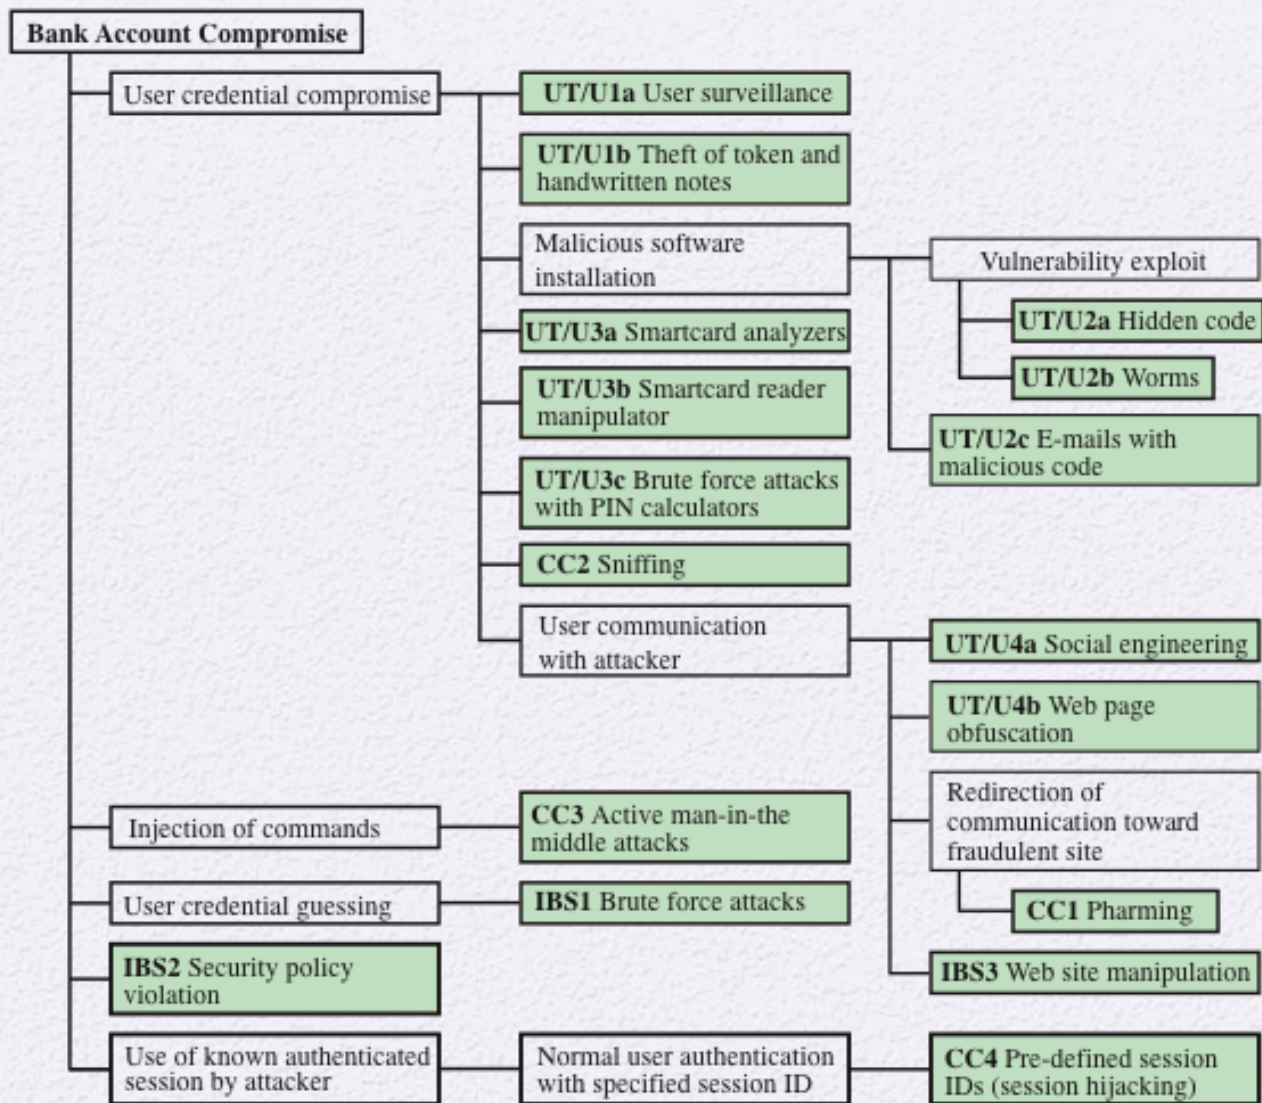 Bank Account Compromise
User credential compromise
UT/U1a User surveillance
UT/U1b Theft of token and
handwritten notes
Malicious software
installation
Vulnerability exploit
UT/U2a Hidden code
UT/U2b Worms
UT/U2c E-mails with
malicious code
UT/U3a Smartcard analyzers
UT/U3b Smartcard reader
manipulator
UT/U3c Brute force attacks
with PIN calculators
CC2 Sniffing
User communication
with attacker
UT/U4a Social engineering
UT/U4b Web page
obfuscation
Redirection of
communication toward
fraudulent site
CC1 Pharming
IBS3 Web site manipulation
Injection of commands
CC3 Active man-in-the
middle attacks
User credential guessing
IBS1 Brute force attacks
IBS2 Security policy
violation
Use of known authenticated
session by attacker
Normal user authentication
with specified session ID
CC4 Pre-defined session
IDs (session hijacking)